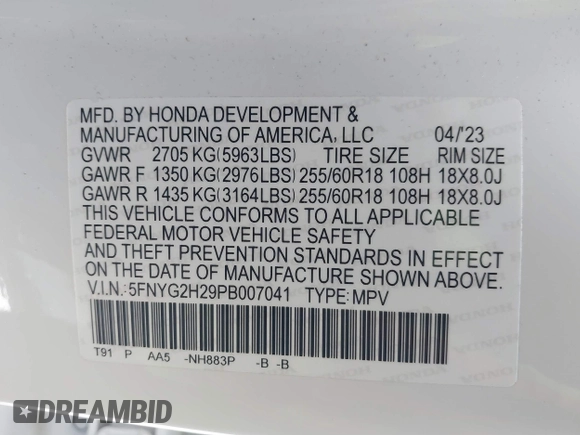 MFD. BY HONDA DEVELOPMENT &
MANUFACTURING OF AMERICA, LLC 04/'23
GVWR 2705 KG(5963LBS) TIRE SIZE RIM SIZE
GAWR F 1350 KG(2976LBS) 255/60R18 108H 18X8.0J
GAWR R 1435 KG(3164LBS) 255/60R18 108H 18X8.0J
THIS VEHICLE CONFORMS TO ALL APPLICABLE
FEDERAL MOTOR VEHICLE SAFETY
AND THEFT PREVENTION STANDARDS IN EFFECT
ON THE DATE OF MANUFACTURE SHOWN ABOVE.
V.I.N.:5FNYG2H29PB007041 TYPE:MPV
T91 P AA5 -NH883P -B -B
DREAMBID